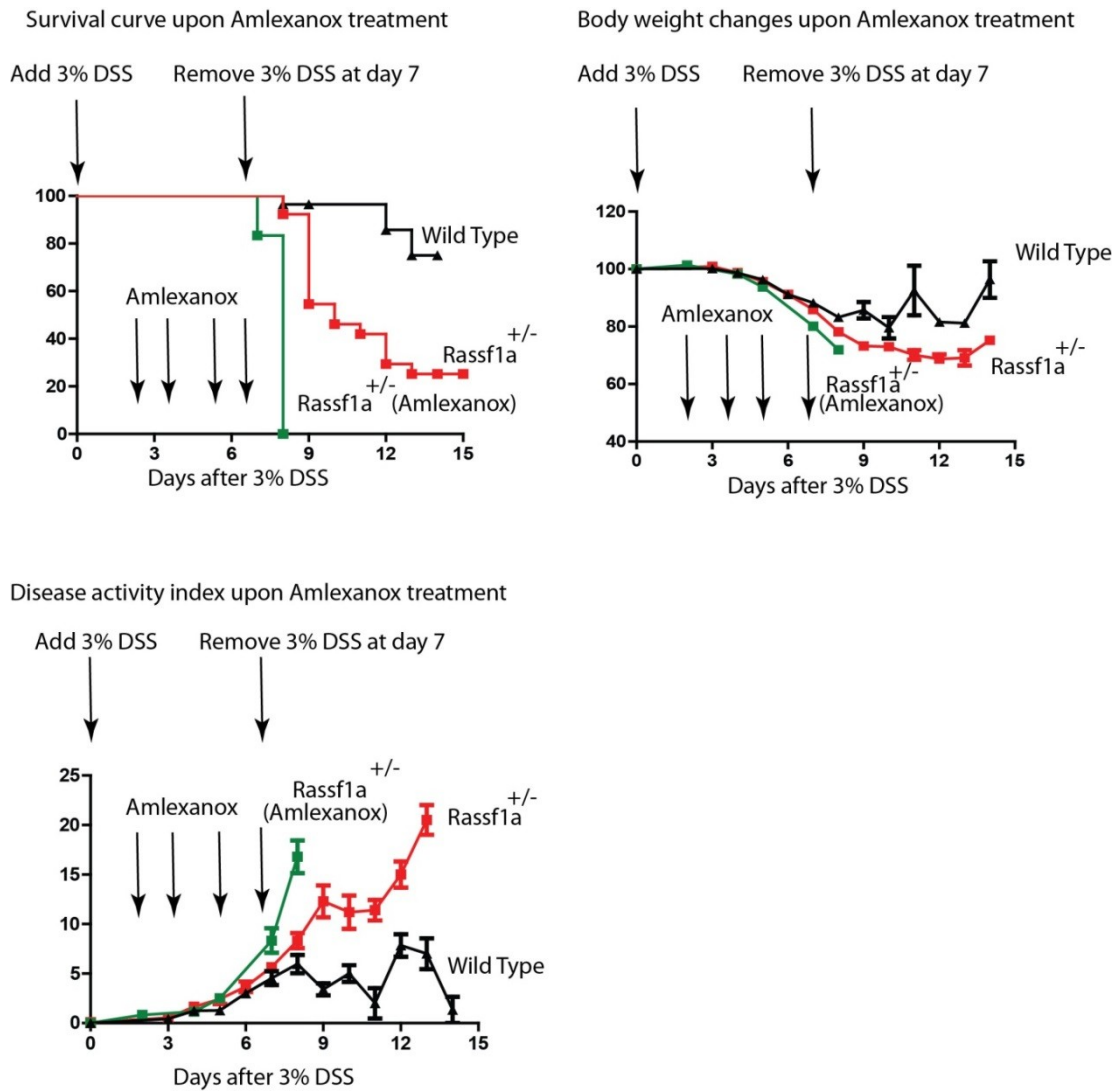 Survival curve upon Amlexanox treatment
Add 3% DSS
Remove 3% DSS at day 7
100
80
60
40
20
0
Amlexanox
Wild Type
Rassf1a +/-
Rassf1a +/- (Amlexanox)
0 3 6 9 12 15
Days after 3% DSS
Body weight changes upon Amlexanox treatment
Add 3% DSS
Remove 3% DSS at day 7
120
100
80
60
40
Amlexanox
Wild Type
Rassf1a +/-
Rassf1a +/-
(Amlexanox)
0 3 6 9 12 15
Days after 3% DSS
Disease activity index upon Amlexanox treatment
Add 3% DSS
Remove 3% DSS at day 7
25
20
15
10
5
0
Amlexanox
Rassf1a +/-
(Amlexanox)
Rassf1a +/-
Wild Type
0 3 6 9 12 15
Days after 3% DSS